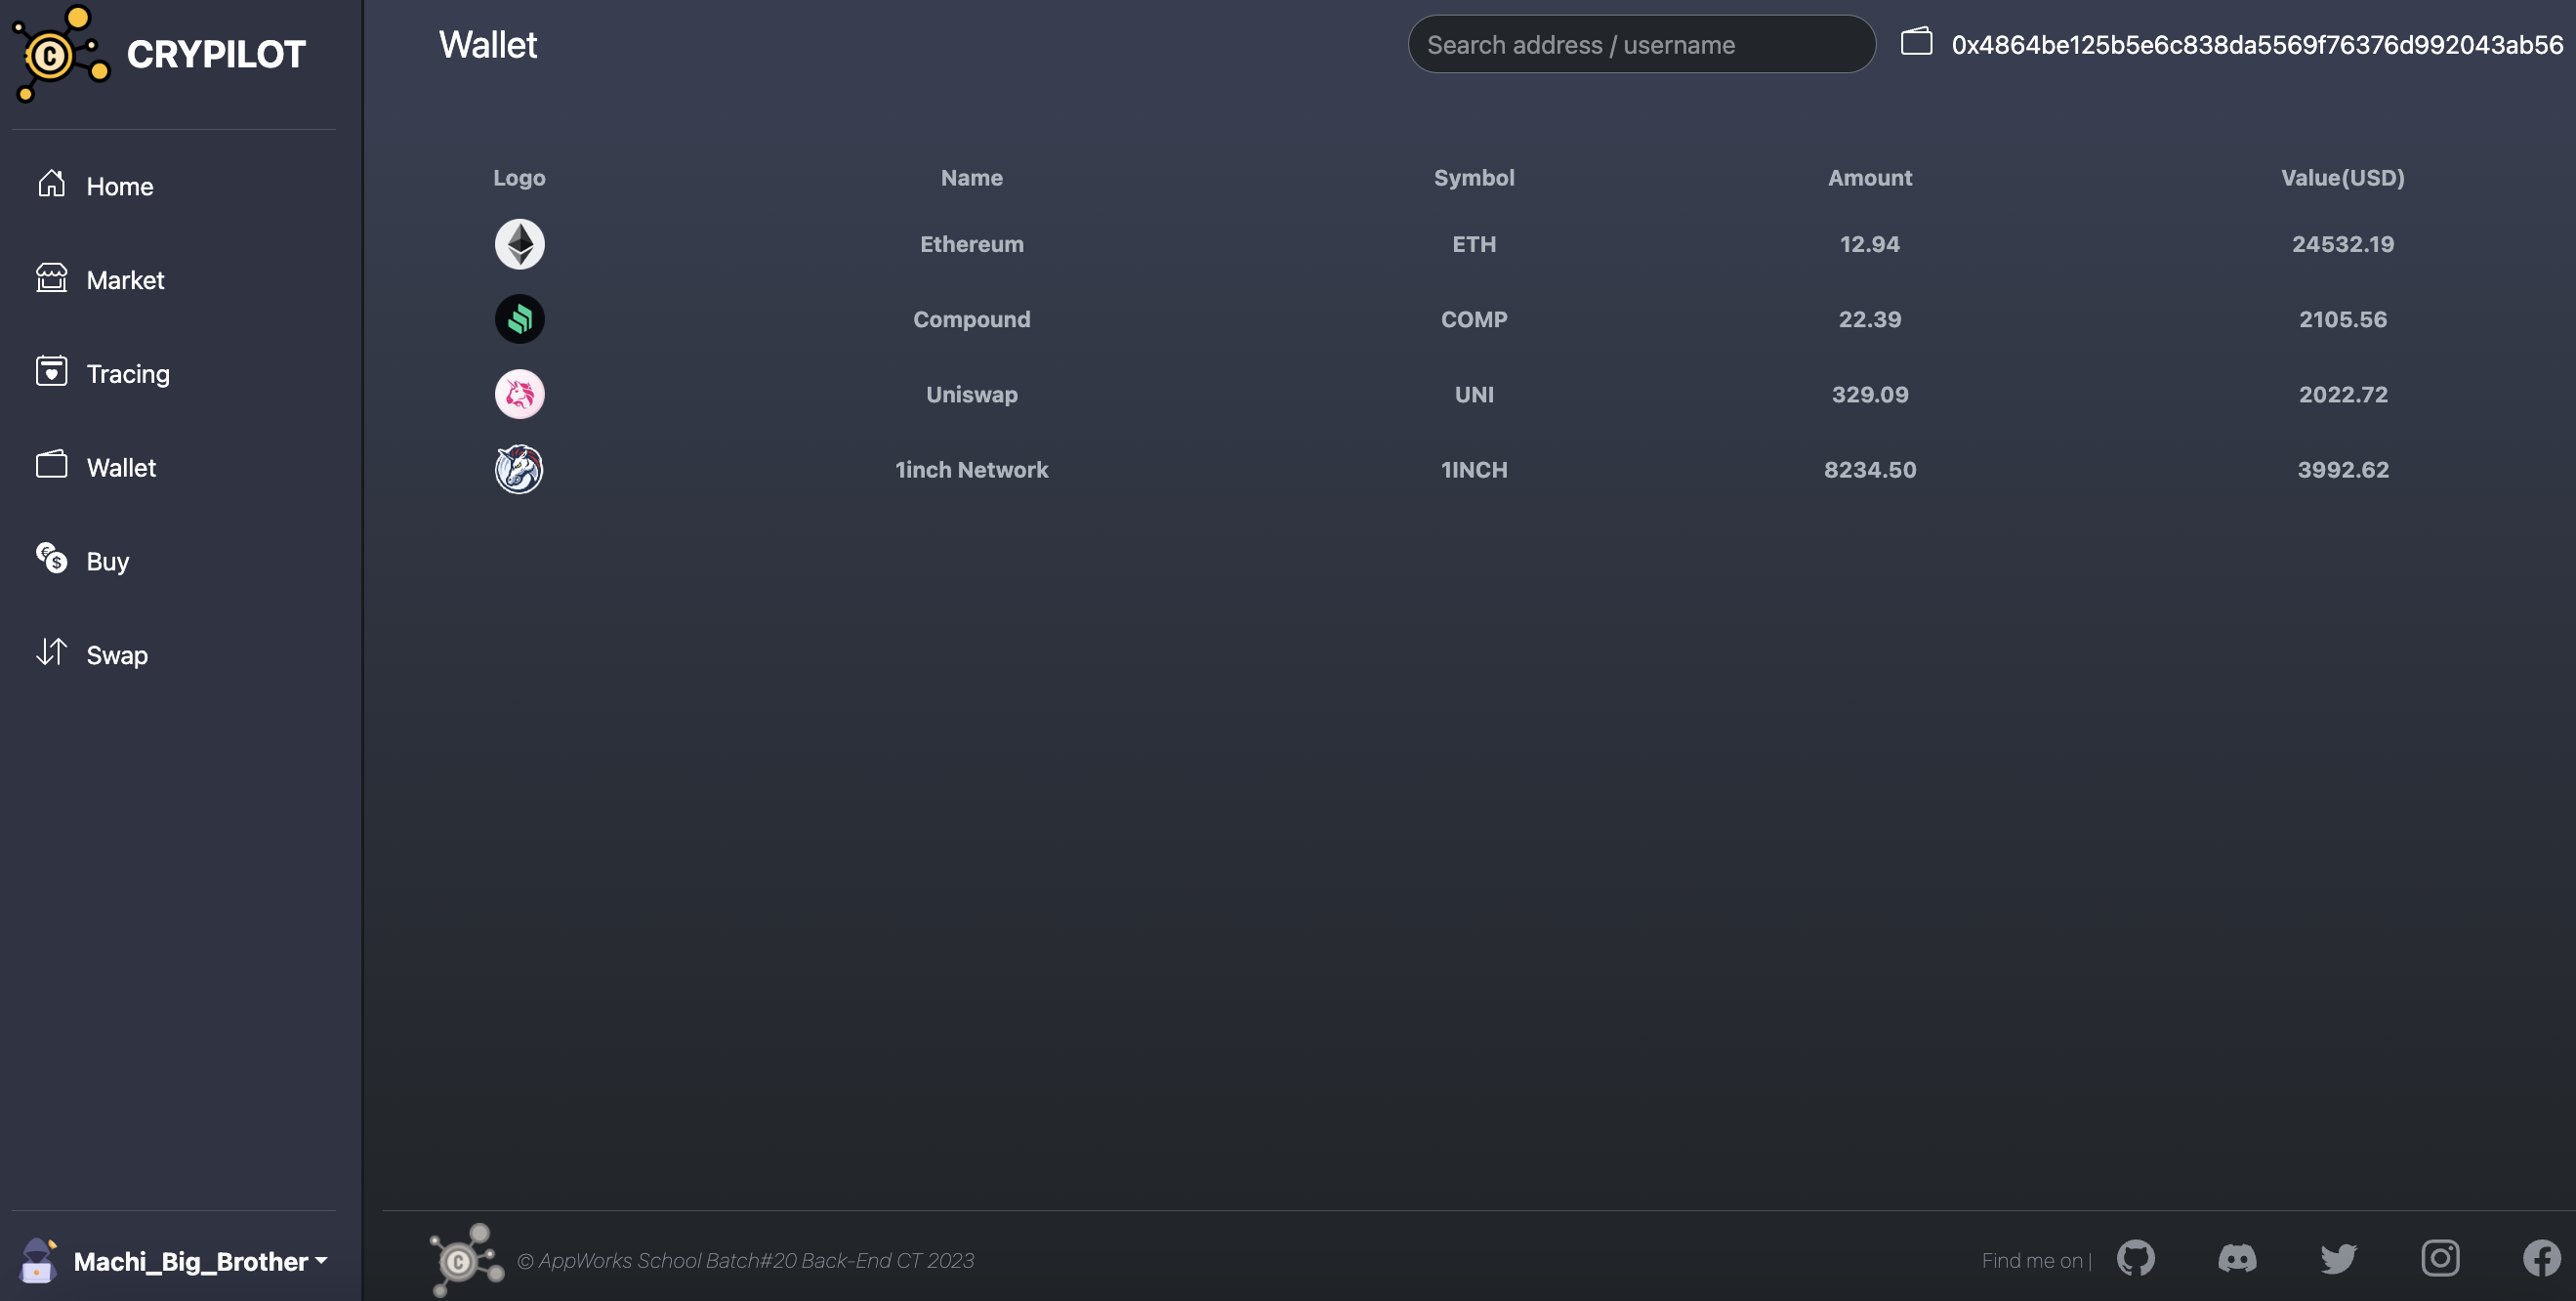 CRYPILOT
Home
Market
Tracing
Wallet
Buy
Swap
Machi_Big_Brother
Wallet
Search address / username
0x4864be125b5e6c838da5569f76376d992043ab56
Logo Name Symbol Amount Value(USD)
Ethereum ETH 12.94 24532.19
Compound COMP 22.39 2105.56
Uniswap UNI 329.09 2022.72
1inch Network 1INCH 8234.50 3992.62
© AppWorks School Batch#20 Back-End CT 2023
Find me on |